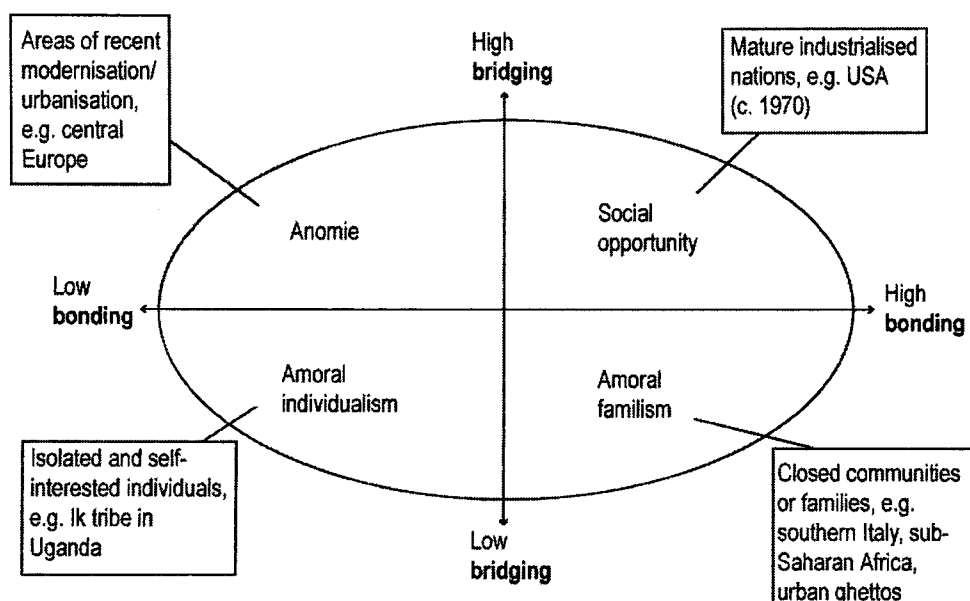 Areas of recent
modernisation/
urbanisation,
e.g. central
Europe
High
bridging
Mature industrialised
nations, e.g. USA
(c. 1970)
Anomie
Social
opportunity
Low
bonding
High
bonding
Amoral
individualism
Amoral
familism
Isolated and self-
interested individuals,
e.g. Ik tribe in
Uganda
Low
bridging
Closed communities
or families, e.g.
southern Italy, sub-
Saharan Africa,
urban ghettos